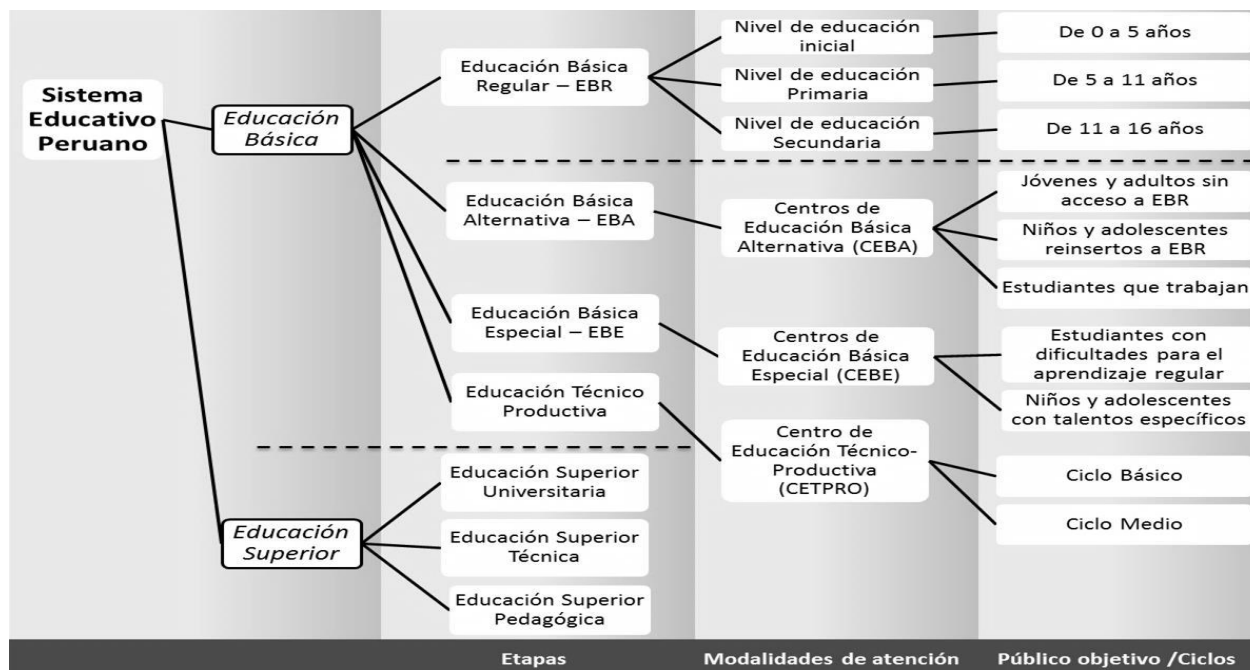 Sistema
Educativo
Peruano
Educación
Básica
Educación Básica
Regular – EBR
Nivel de educación
inicial
De 0 a 5 años
Nivel de educación
Primaria
De 5 a 11 años
Nivel de educación
Secundaria
De 11 a 16 años
Educación Básica
Alternativa – EBA
Centros de
Educación Básica
Alternativa (CEBA)
Jóvenes y adultos sin
acceso a EBR
Niños y adolescentes
reinsertos a EBR
Estudiantes que trabajan
Educación Básica
Especial – EBE
Centros de
Educación Básica
Especial (CEBE)
Estudiantes con
dificultades para el
aprendizaje regular
Niños y adolescentes
con talentos específicos
Educación Técnico
Productiva
Centro de
Educación Técnico-
Productiva
(CETPRO)
Ciclo Básico
Ciclo Medio
Educación
Superior
Educación Superior
Universitaria
Educación Superior
Técnica
Educación Superior
Pedagógica
Etapas
Modalidades de atención
Público objetivo /Ciclos